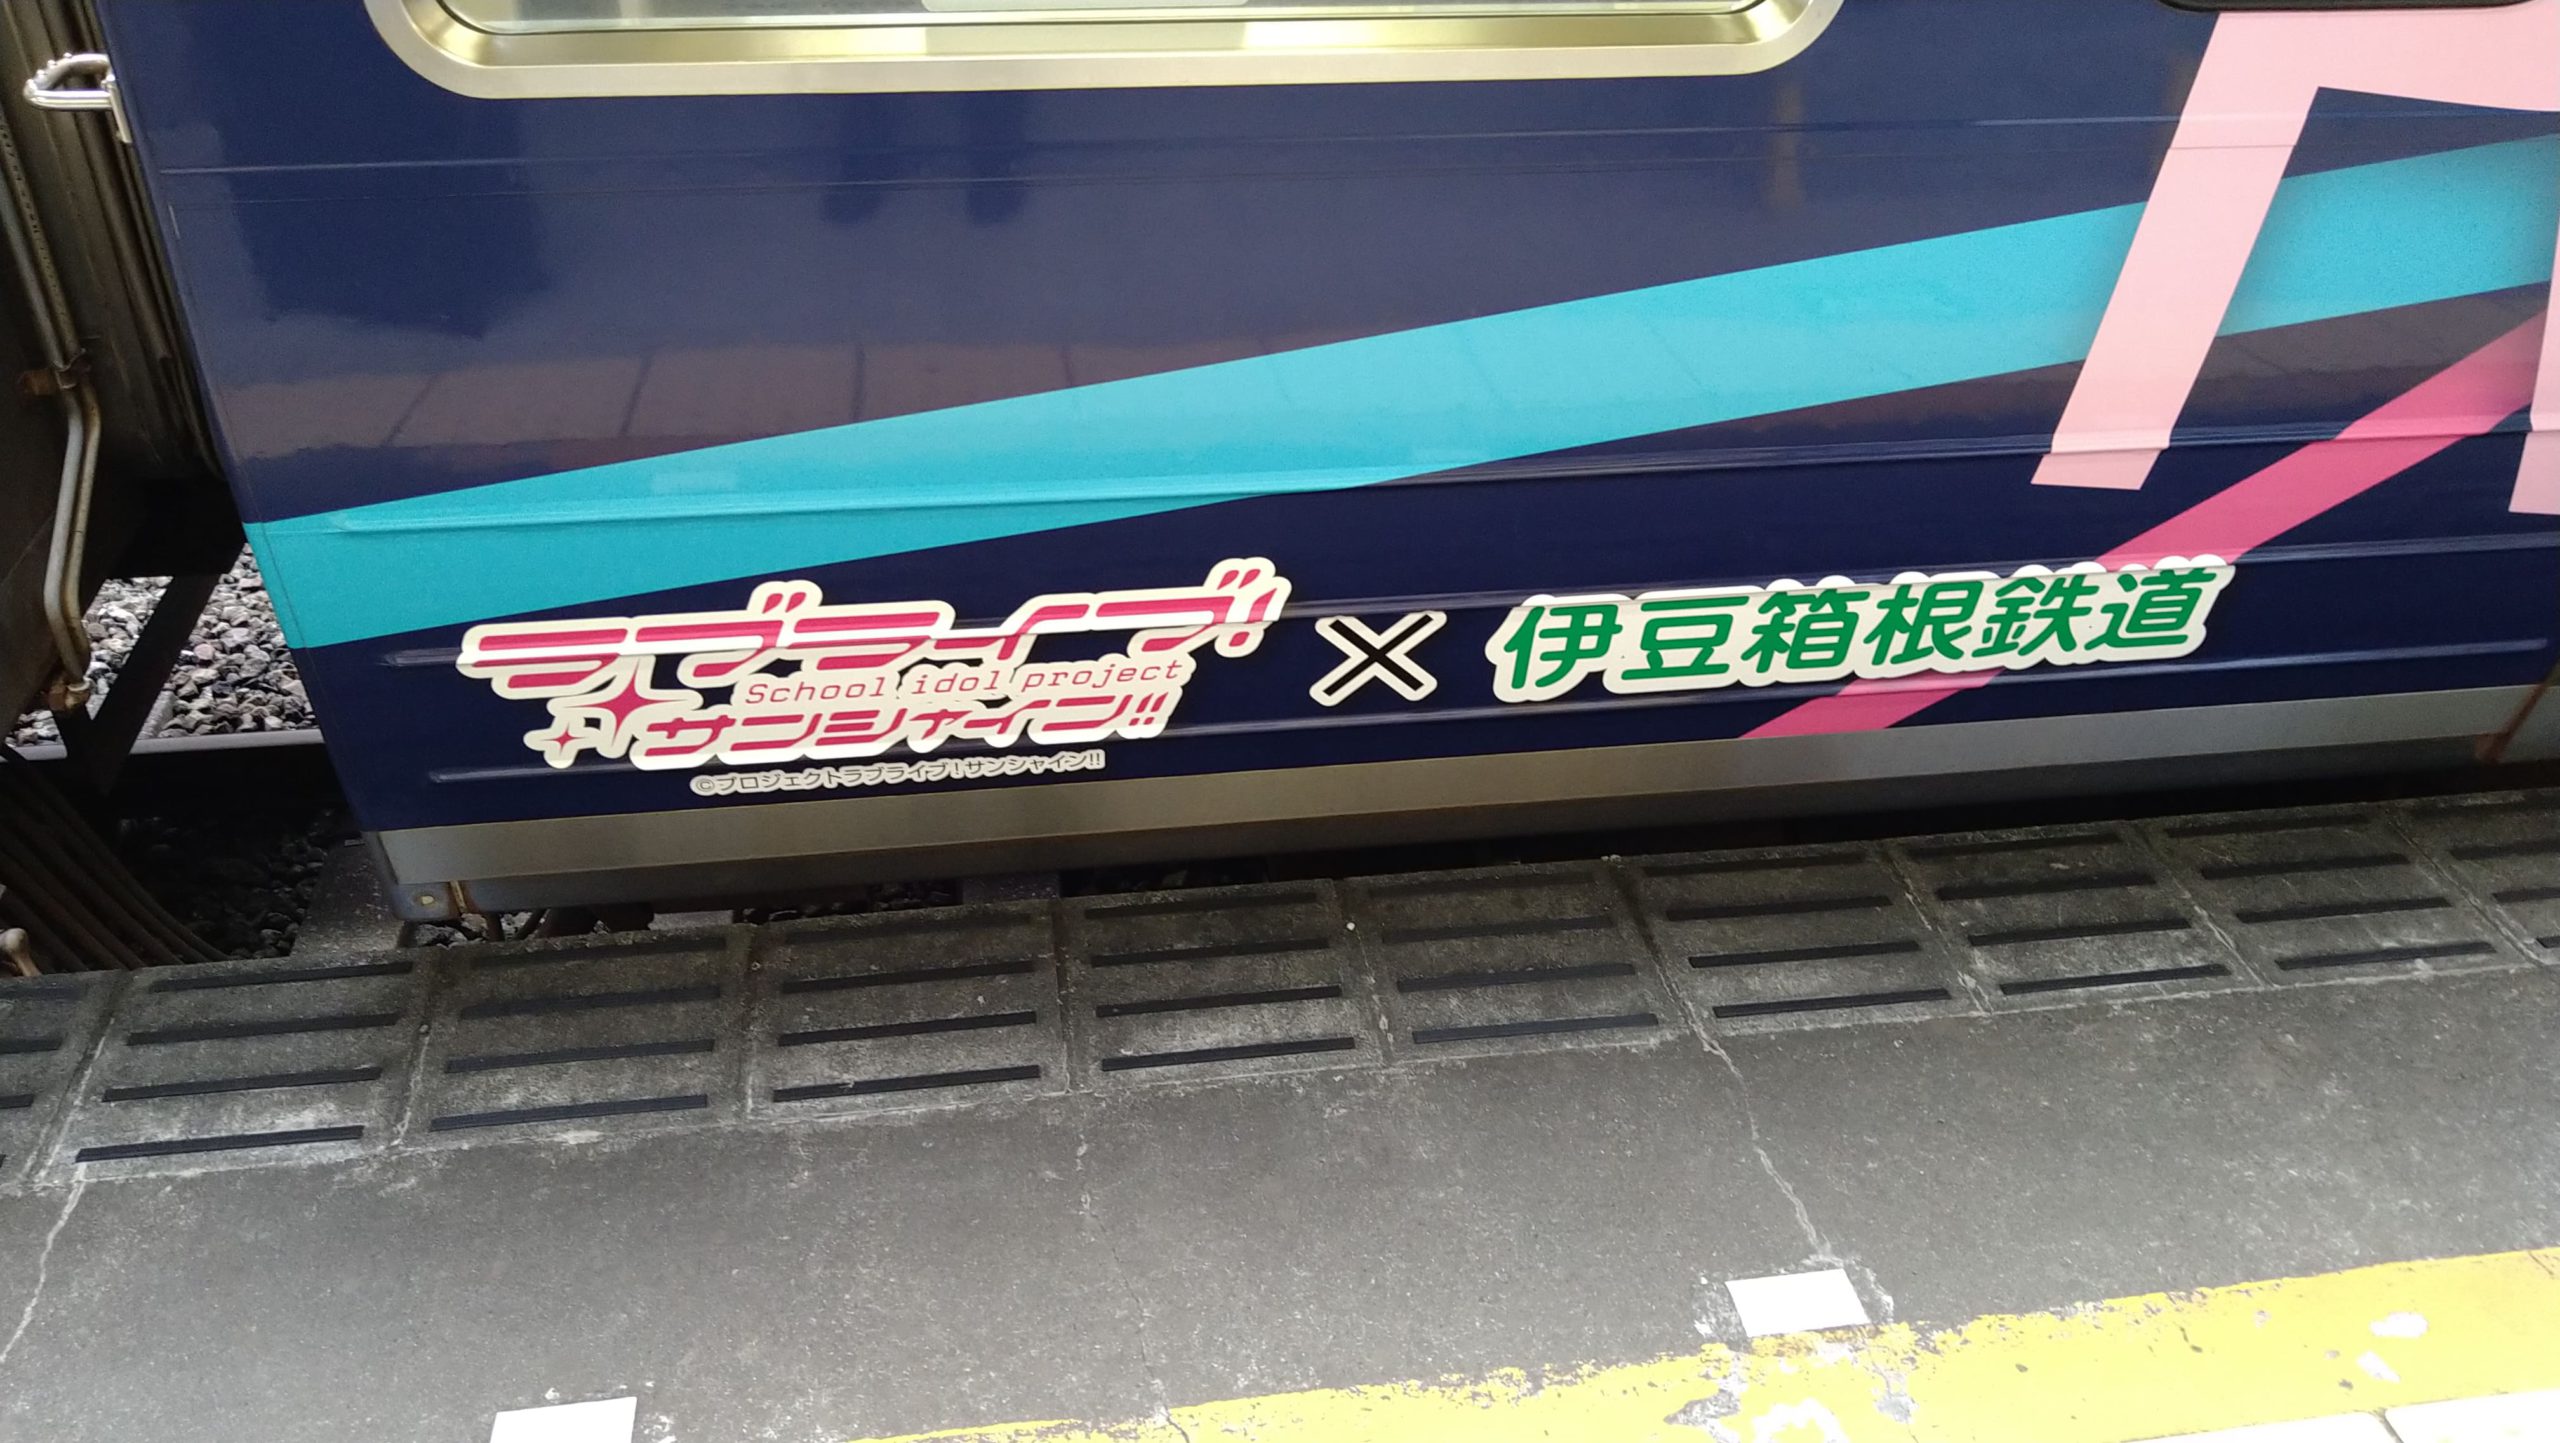 ラブライブ!
School idol project
サンシャイン!!
©プロジェクトラブライブ!サンシャイン!!
×
伊豆箱根鉄道